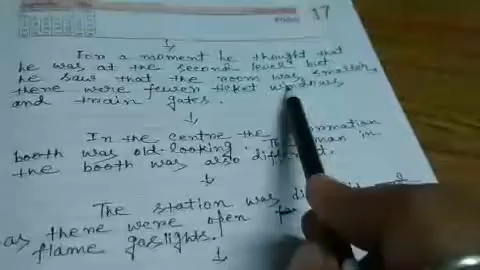 17
For a moment he thought that
he was at the second level but
he saw that the room was smaller,
there were fewer ticket windows
and train gates.
↓
In the centre the
booth was old-looking. The man in
the booth was also different.
↓
The station was
as there were open
flame gaslights.
↓